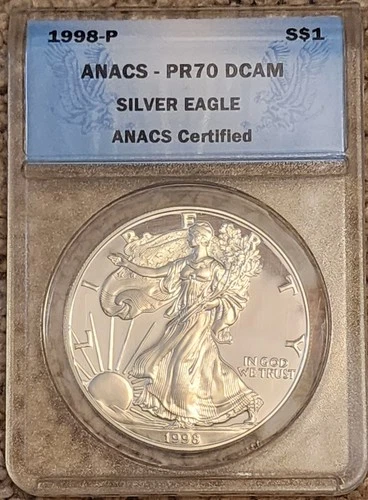 1998-P S$1
ANACS - PR70 DCAM
SILVER EAGLE
ANACS Certified
LIBERTY
IN GOD
WE TRUST
1998